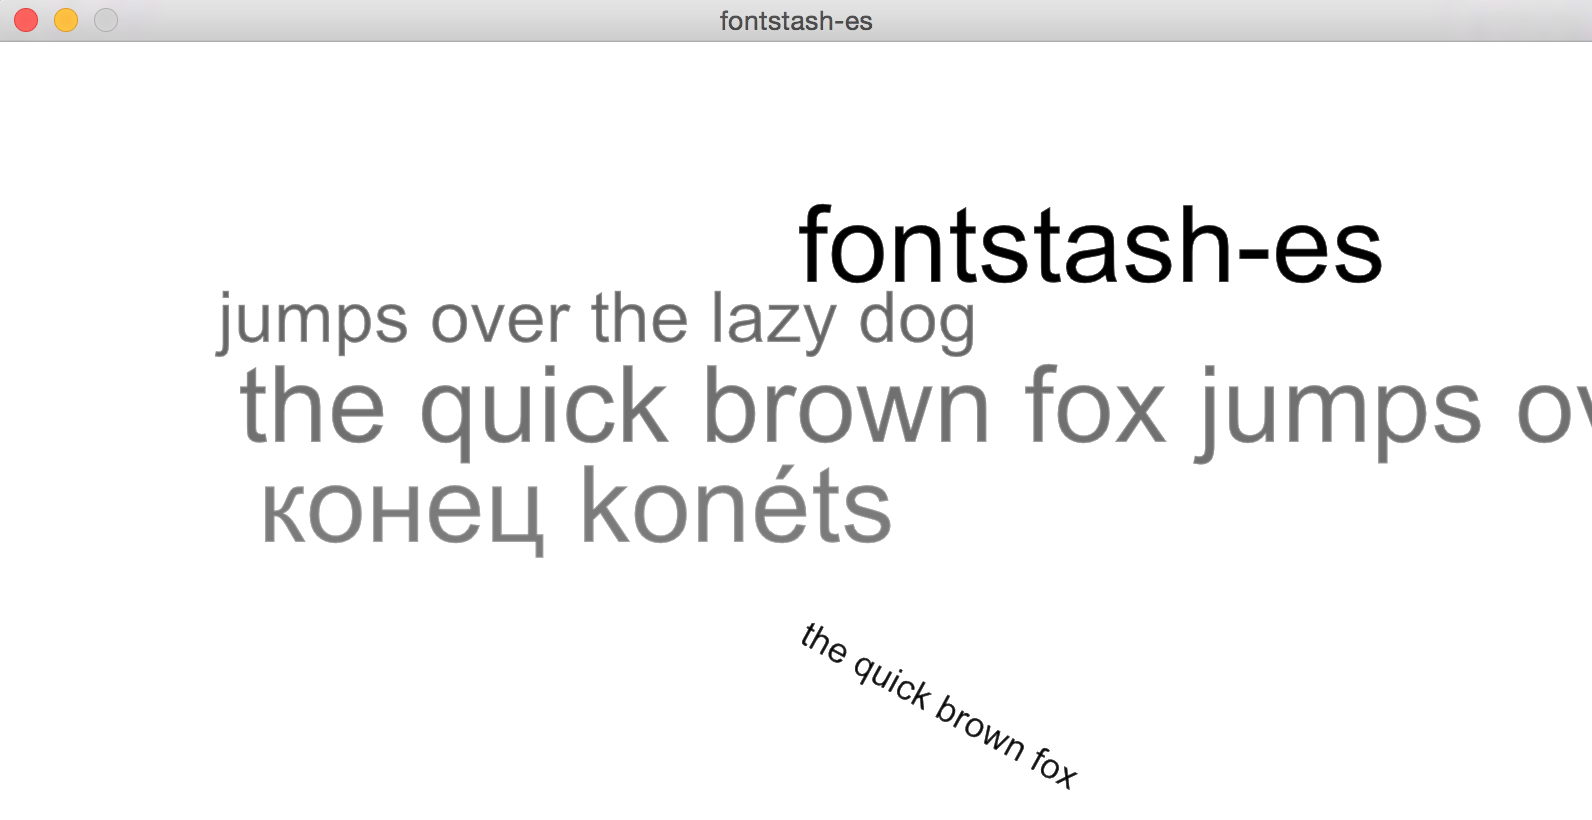 fontstash-es
fontstash-es
jumps over the lazy dog
the quick brown fox jumps ov
конец konéts
the quick brown fox